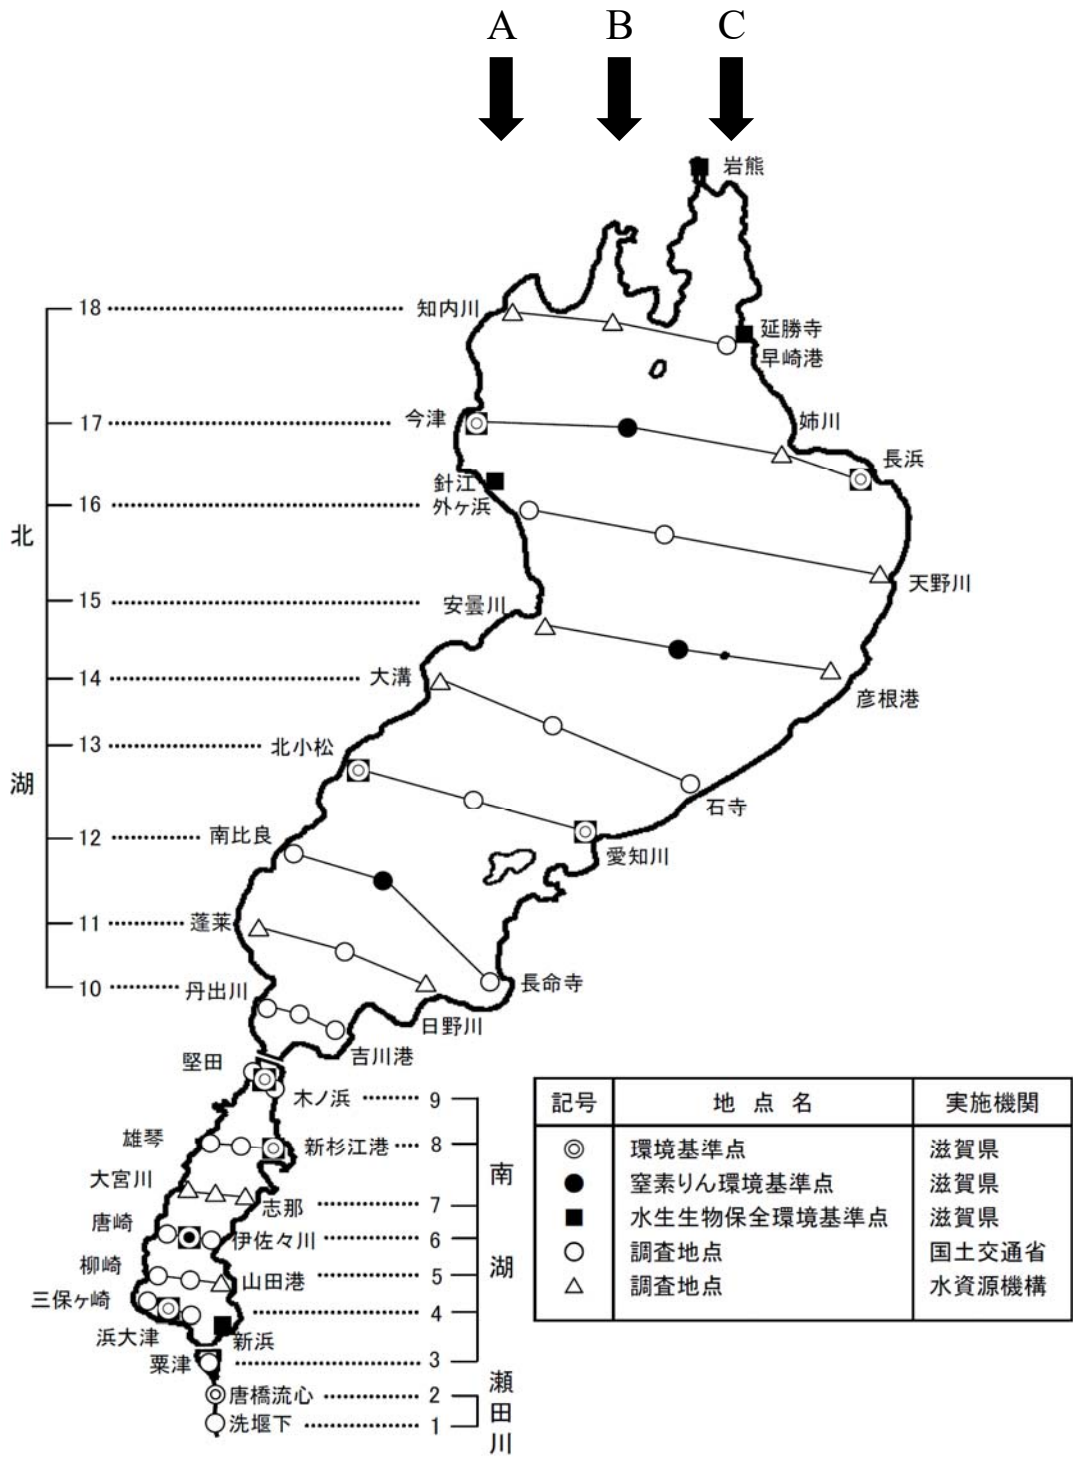 A B C
岩熊
18 知内川
延勝寺
早崎港
17 今津
姉川
長浜
針江
16 外ヶ浜
北
天野川
15 安曇川
14 大溝
彦根港
13 北小松
湖
石寺
12 南比良
愛知川
11 蓬莱
10 丹出川
長命寺
日野川
吉川港
堅田
木ノ浜 9
雄琴
新杉江港 8
南
大宮川
志那 7
唐崎
伊佐々川 6
湖
柳崎
山田港 5
三保ヶ崎
4
浜大津
新浜
粟津 3
瀬田川
唐橋流心 2
洗堰下 1
記号 地点名 実施機関
◎ 環境基準点 滋賀県
● 窒素りん環境基準点 滋賀県
■ 水生生物保全環境基準点 滋賀県
○ 調査地点 国土交通省
△ 調査地点 水資源機構